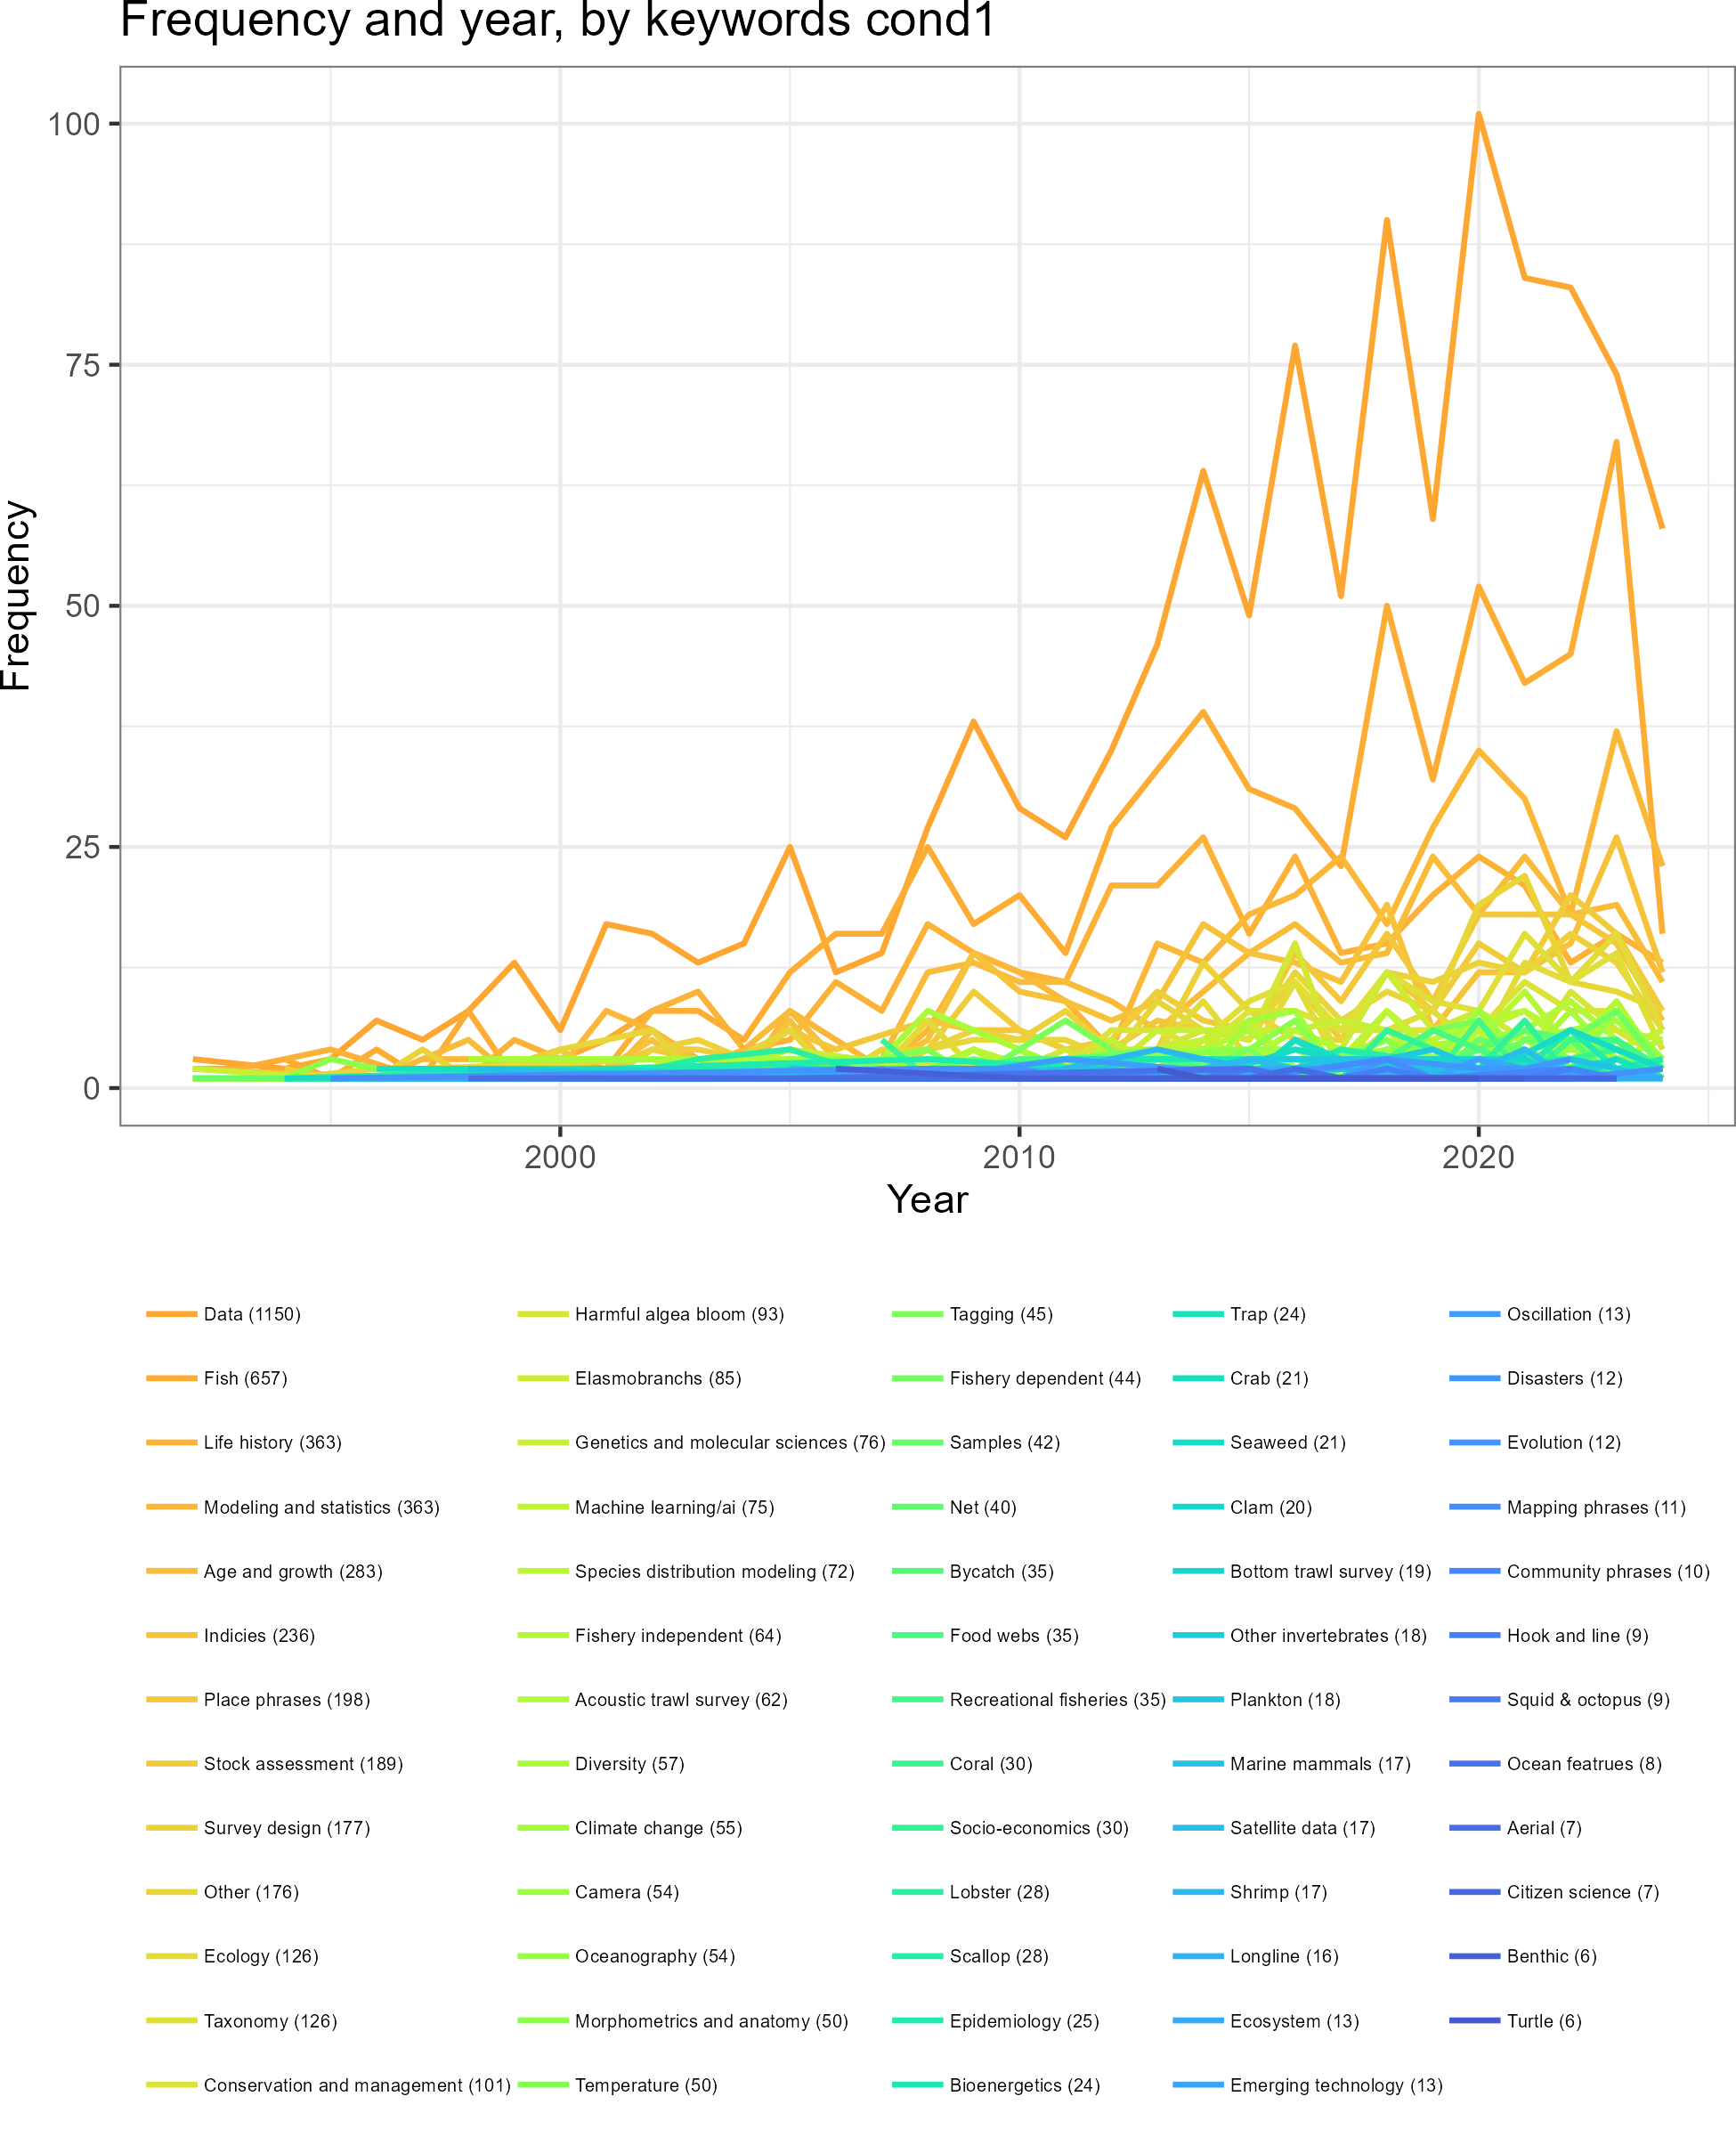 Frequency and year, by keywords cond1
100
75
50
25
0
Frequency
2000 2010 2020
Year
Data (1150)
Fish (657)
Life history (363)
Modeling and statistics (363)
Age and growth (283)
Indicies (236)
Place phrases (198)
Stock assessment (189)
Survey design (177)
Other (176)
Ecology (126)
Taxonomy (126)
Conservation and management (101)
Harmful algea bloom (93)
Elasmobranchs (85)
Genetics and molecular sciences (76)
Machine learning/ai (75)
Species distribution modeling (72)
Fishery independent (64)
Acoustic trawl survey (62)
Diversity (57)
Climate change (55)
Camera (54)
Oceanography (54)
Morphometrics and anatomy (50)
Temperature (50)
Tagging (45)
Fishery dependent (44)
Samples (42)
Net (40)
Bycatch (35)
Food webs (35)
Recreational fisheries (35)
Coral (30)
Socio-economics (30)
Lobster (28)
Scallop (28)
Epidemiology (25)
Bioenergetics (24)
Trap (24)
Crab (21)
Seaweed (21)
Clam (20)
Bottom trawl survey (19)
Other invertebrates (18)
Plankton (18)
Marine mammals (17)
Satellite data (17)
Shrimp (17)
Longline (16)
Ecosystem (13)
Emerging technology (13)
Oscillation (13)
Disasters (12)
Evolution (12)
Mapping phrases (11)
Community phrases (10)
Hook and line (9)
Squid & octopus (9)
Ocean featrues (8)
Aerial (7)
Citizen science (7)
Benthic (6)
Turtle (6)